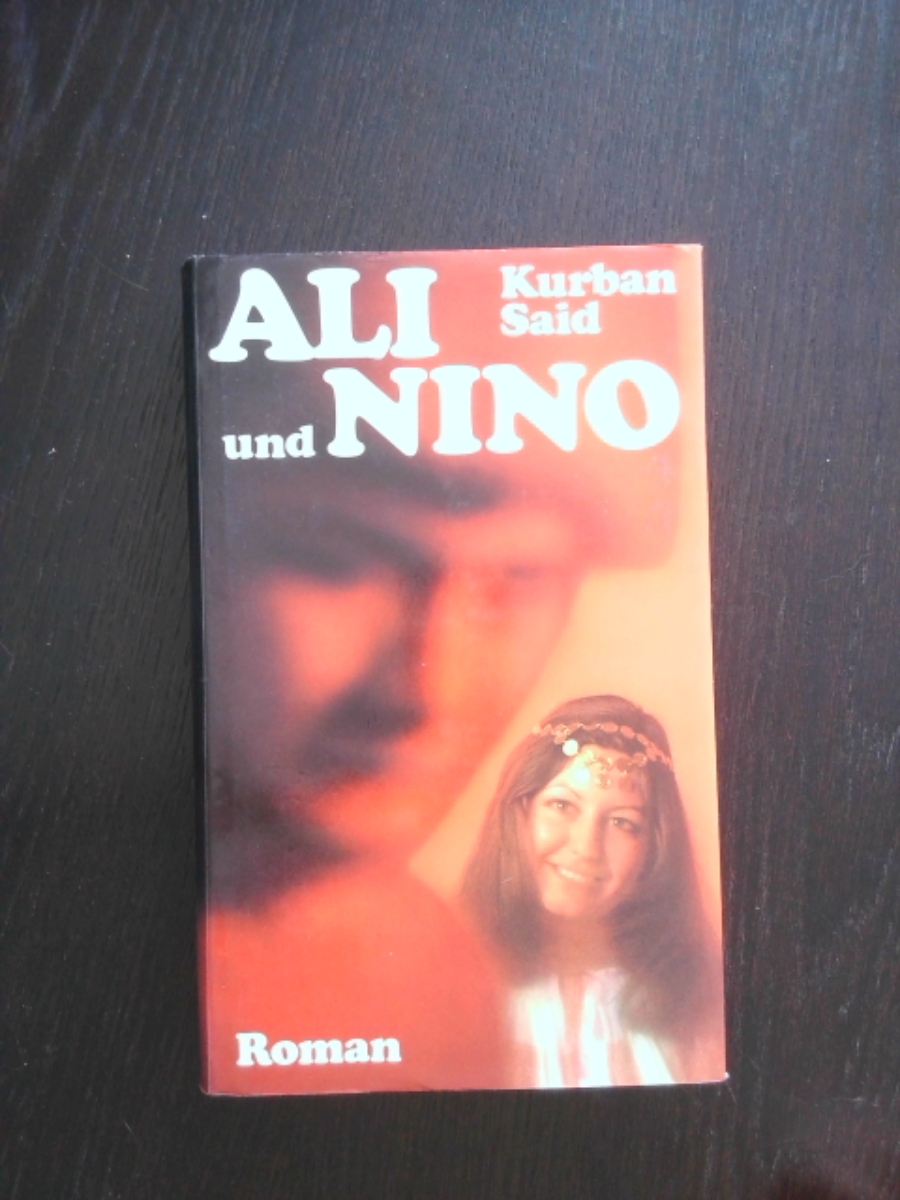 ALI
Kurban
Said
und NINO
Roman